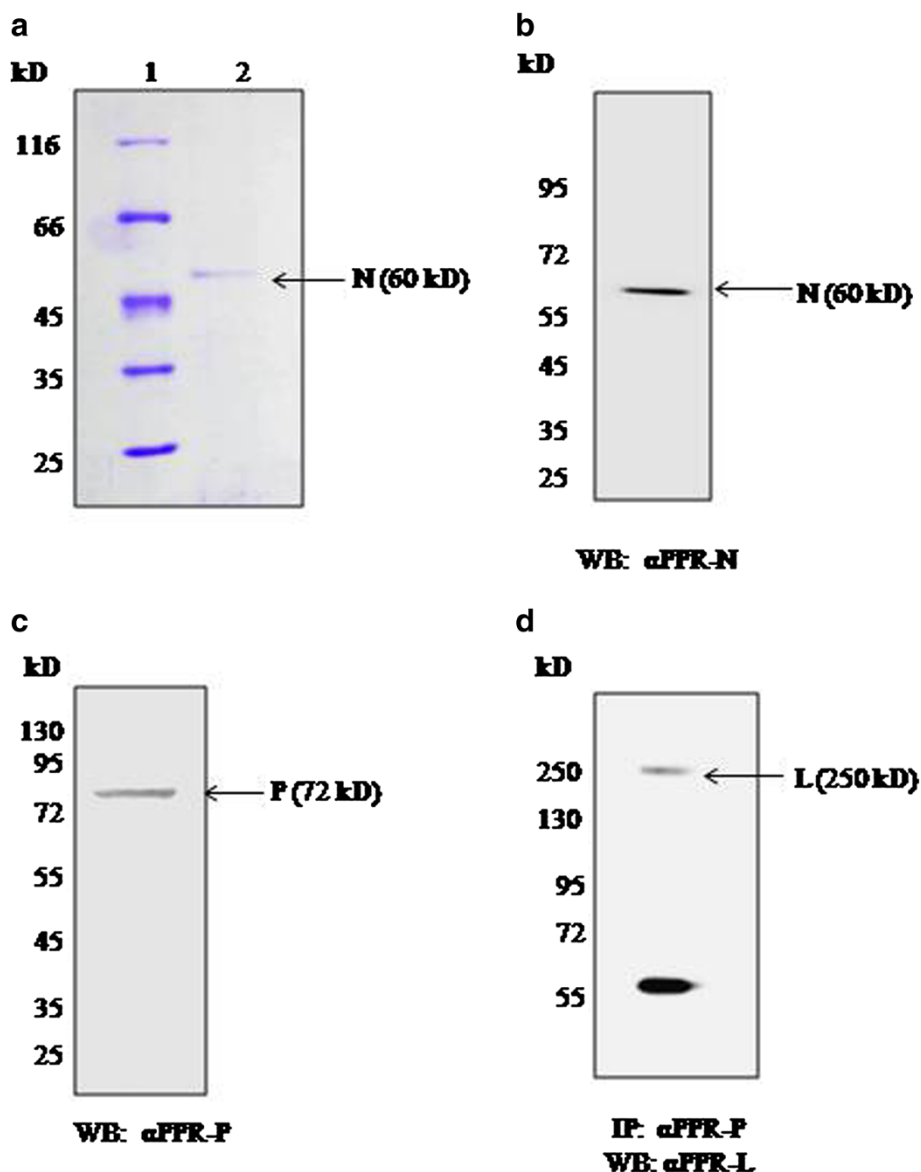 a
kD 1 2
116
66
45
35
25
N (60 kD)
b
kD
95
72
55
45
35
25
N (60 kD)
WB: αPPR-N
c
kD
130
95
72
55
45
35
25
P (72 kD)
WB: αPPR-P
d
kD
250
130
95
72
55
L (250 kD)
IP: αPPR-P
WB: αPPR-L